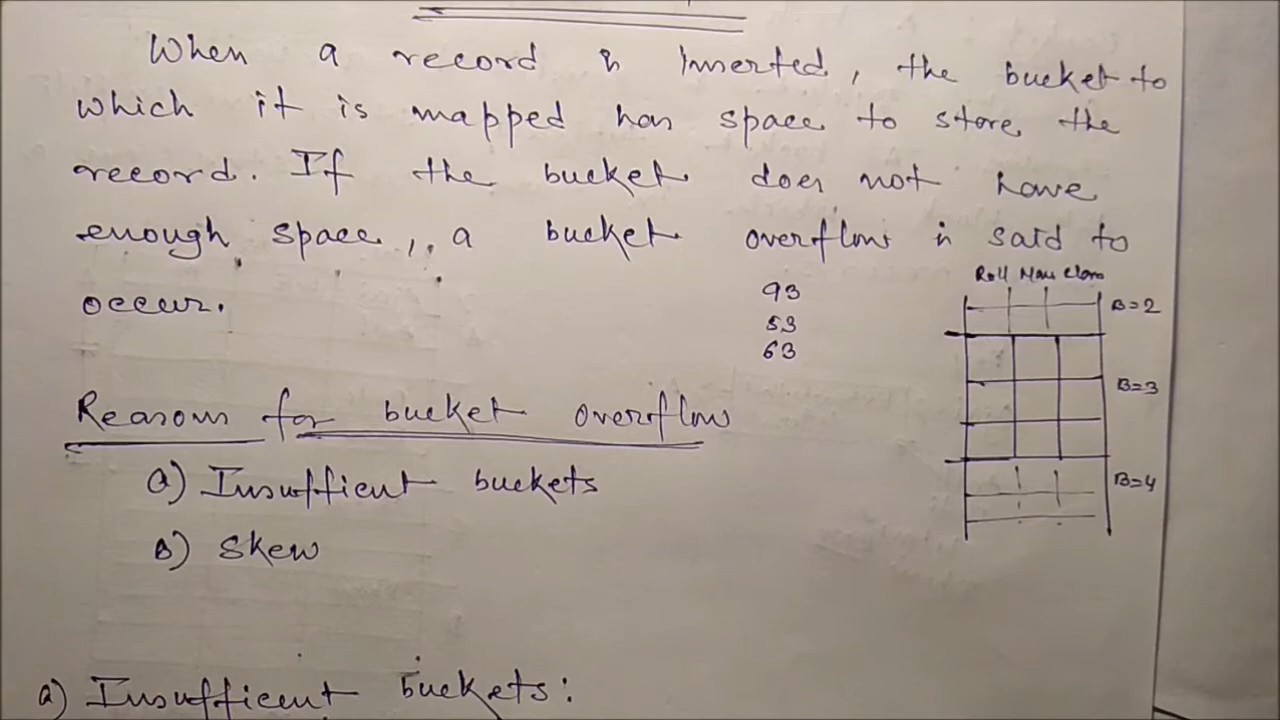 When a record is inserted, the bucket to
which it is mapped has space to store the
record. If the bucket does not have
enough space, a bucket overflow is said to
occur.
93
53
63
Roll Name Class
B=2
B=3
B=4
Reasons for bucket overflow
a) Insufficient buckets
B) Skew
a) Insufficient buckets: